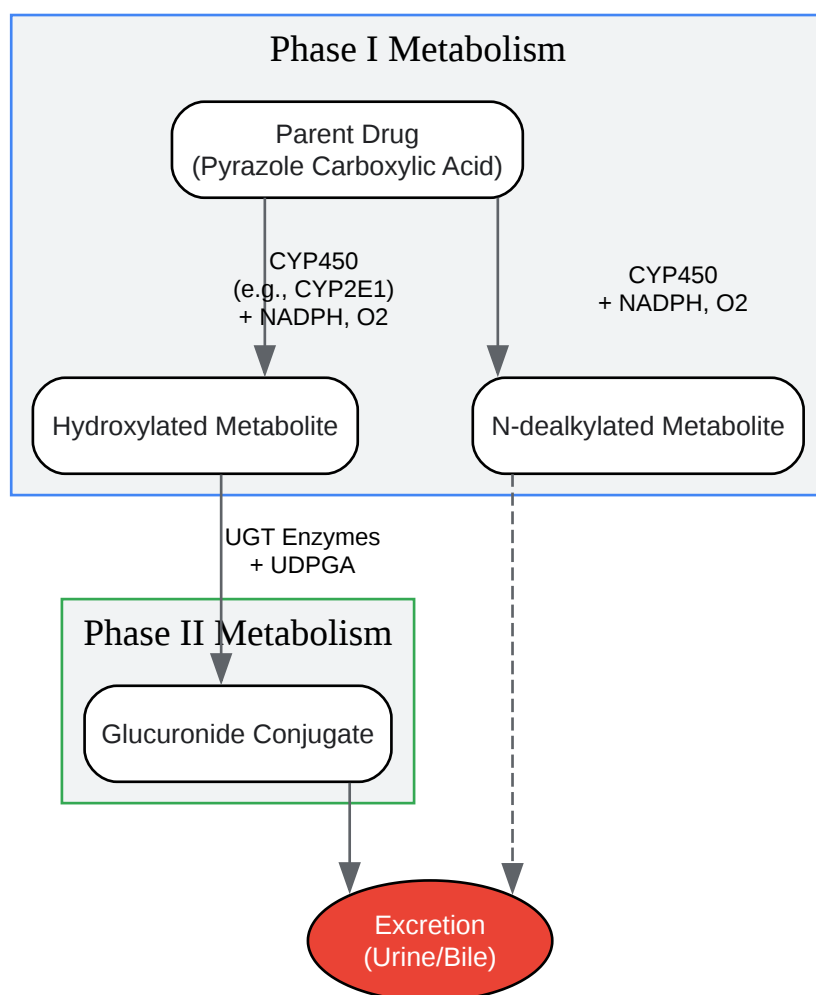 Phase I Metabolism
Parent Drug
(Pyrazole Carboxylic Acid)
CYP450
(e.g., CYP2E1)
+ NADPH, O2
CYP450
+ NADPH, O2
Hydroxylated Metabolite
N-dealkylated Metabolite
UGT Enzymes
+ UDPGA
Phase II Metabolism
Glucuronide Conjugate
Excretion
(Urine/Bile)